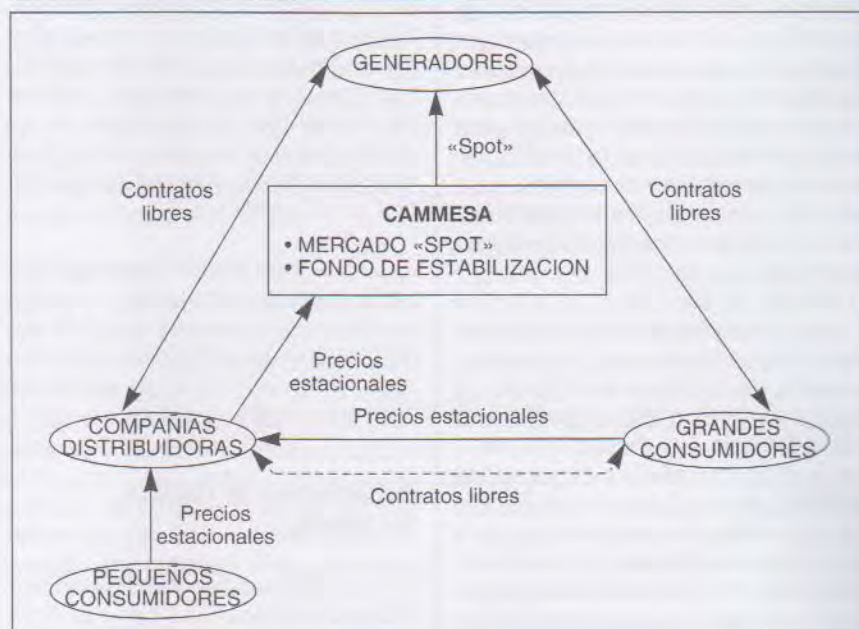 GENERADORES
«Spot»
Contratos
libres
Contratos
libres
CAMMESA
• MERCADO «SPOT»
• FONDO DE ESTABILIZACION
Precios
estacionales
Precios estacionales
COMPAÑIAS
DISTRIBUIDORAS
GRANDES
CONSUMIDORES
Contratos libres
Precios
estacionales
PEQUEÑOS
CONSUMIDORES